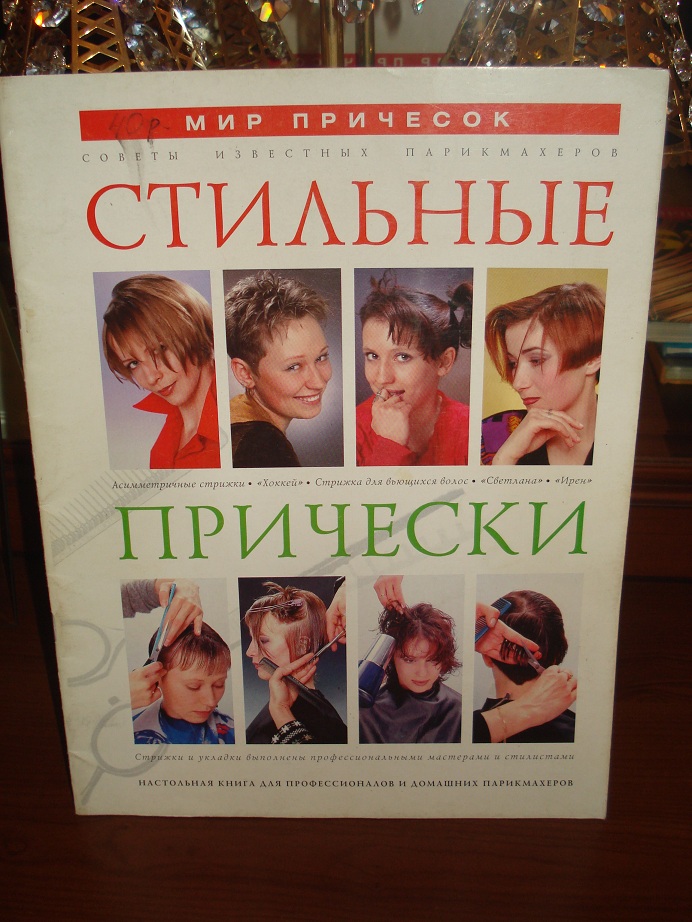 40р.
МИР ПРИЧЕСОК
СОВЕТЫ ИЗВЕСТНЫХ ПАРИКМАХЕРОВ
СТИЛЬНЫЕ
Асимметричные стрижки • «Хоккей» • Стрижка для вьющихся волос • «Светлана» • «Ирен»
ПРИЧЕСКИ
Стрижки и укладки выполнены профессиональными мастерами и стилистами
НАСТОЛЬНАЯ КНИГА ДЛЯ ПРОФЕССИОНАЛОВ И ДОМАШНИХ ПАРИКМАХЕРОВ